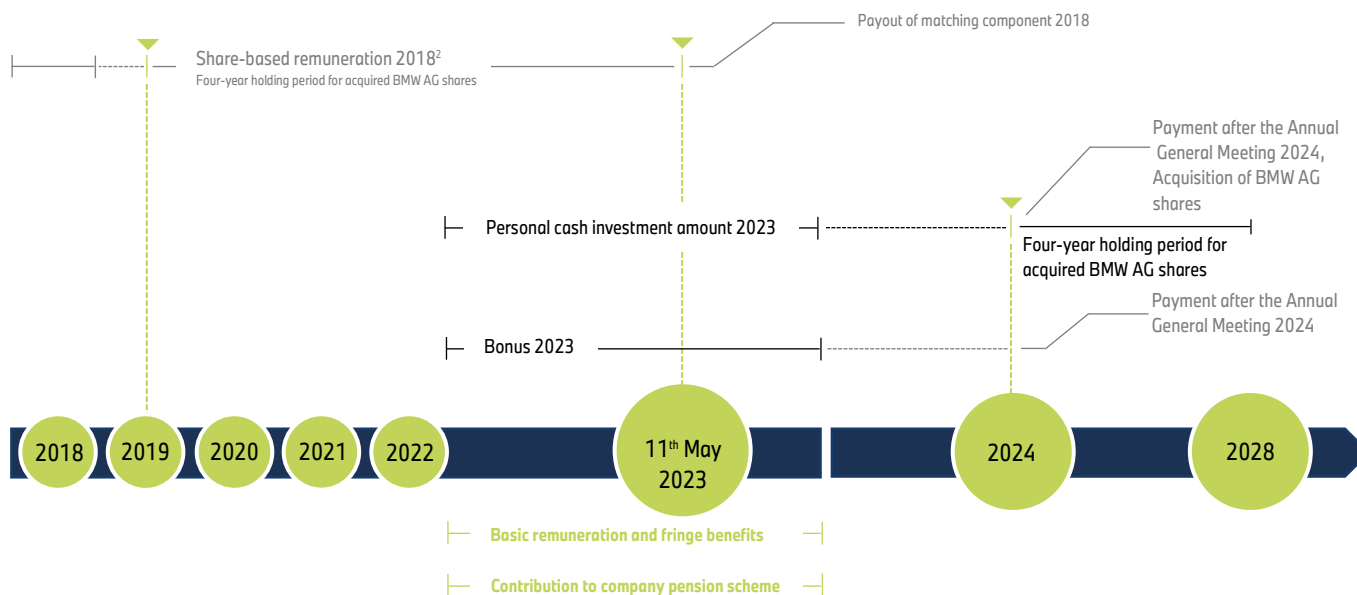 Payout of matching component 2018
Share-based remuneration 2018²
Four-year holding period for acquired BMW AG shares
Payment after the Annual
General Meeting 2024,
Acquisition of BMW AG
shares
Personal cash investment amount 2023
Four-year holding period for
acquired BMW AG shares
Payment after the Annual
General Meeting 2024
Bonus 2023
2018
2019
2020
2021
2022
11th May
2023
2024
2028
Basic remuneration and fringe benefits
Contribution to company pension scheme